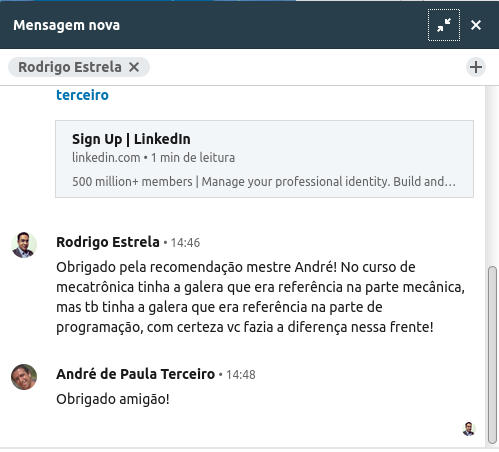 Mensagem nova
Rodrigo Estrela
terceiro
Sign Up | LinkedIn
linkedin.com • 1 min de leitura
500 million+ members | Manage your professional identity. Build and…
Rodrigo Estrela • 14:46
Obrigado pela recomendação mestre André! No curso de
mecatrônica tinha a galera que era referência na parte mecânica,
mas tb tinha a galera que era referência na parte de
programação, com certeza vc fazia a diferença nessa frente!
André de Paula Terceiro • 14:48
Obrigado amigão!